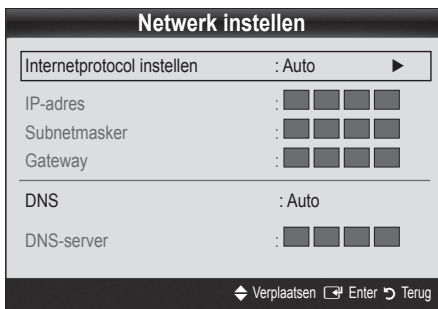 Netwerk instellen
Internetprotocol instellen : Auto ►
IP-adres :
Subnetmasker :
Gateway :
DNS : Auto
DNS-server :
Verplaatsen Enter Terug